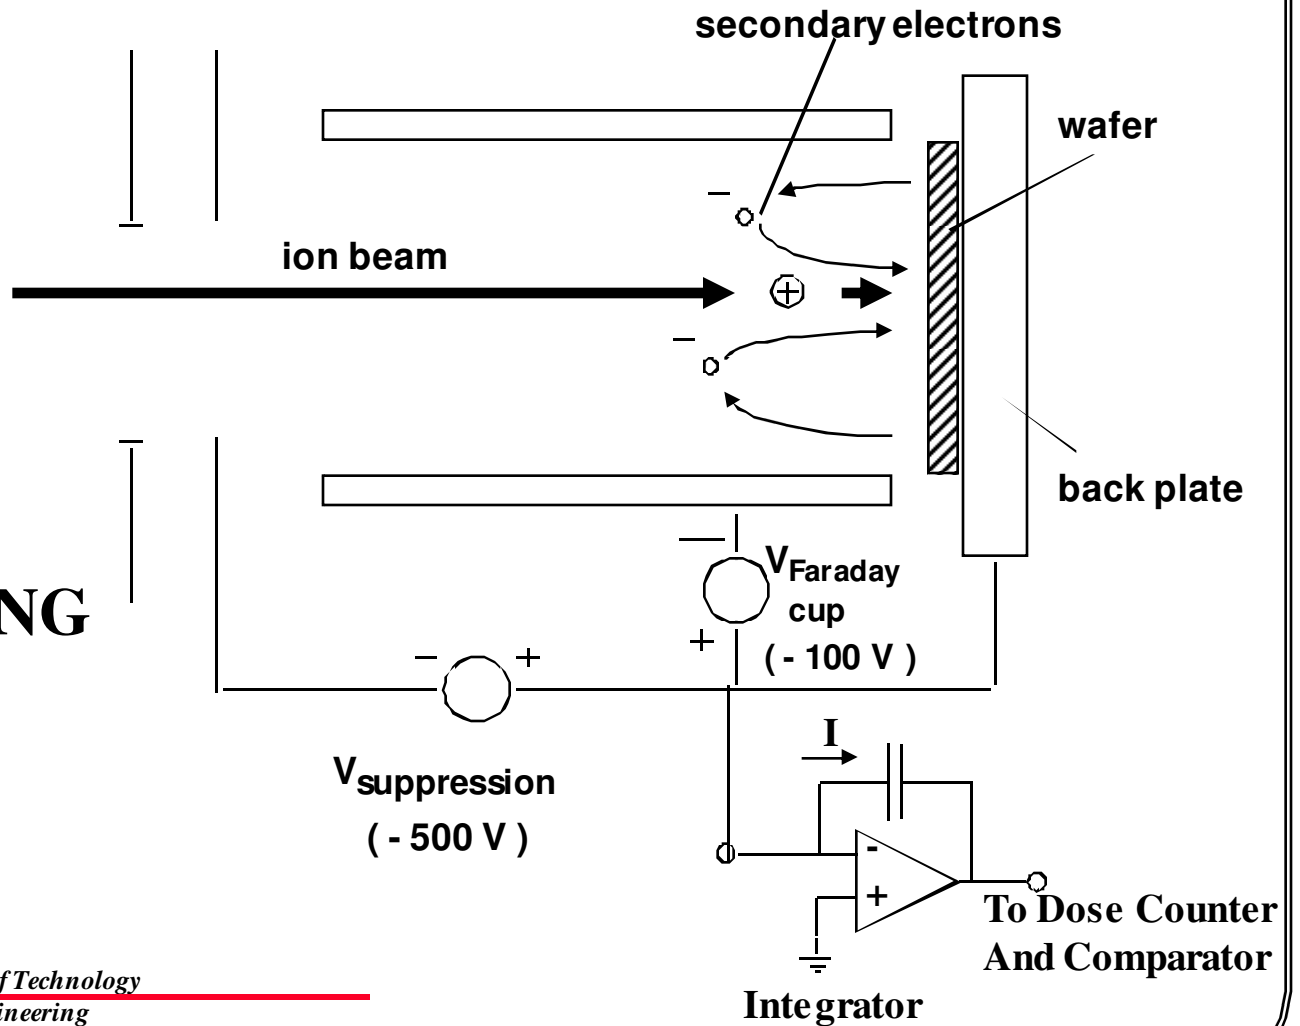 secondary electrons
wafer
−
ion beam
+
−
back plate
−
V Faraday
cup
NG
+
( - 100 V )
− +
I
V suppression
( - 500 V )
-
+
To Dose Counter
And Comparator
f Technology
Integrator
ineering